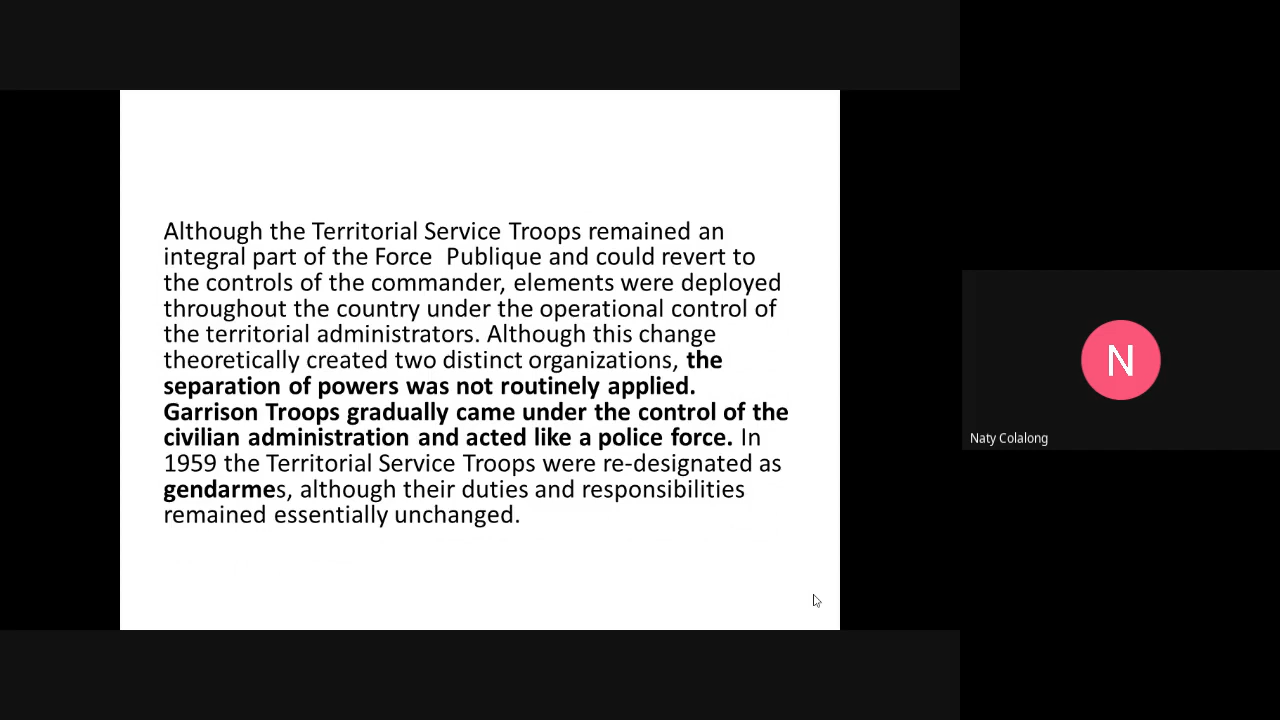 Although the Territorial Service Troops remained an
integral part of the Force  Publique and could revert to
the controls of the commander, elements were deployed
throughout the country under the operational control of
the territorial administrators. Although this change
theoretically created two distinct organizations, the
separation of powers was not routinely applied.
Garrison Troops gradually came under the control of the
civilian administration and acted like a police force. In
1959 the Territorial Service Troops were re-designated as
gendarmes, although their duties and responsibilities
remained essentially unchanged.
N
Naty Colalong